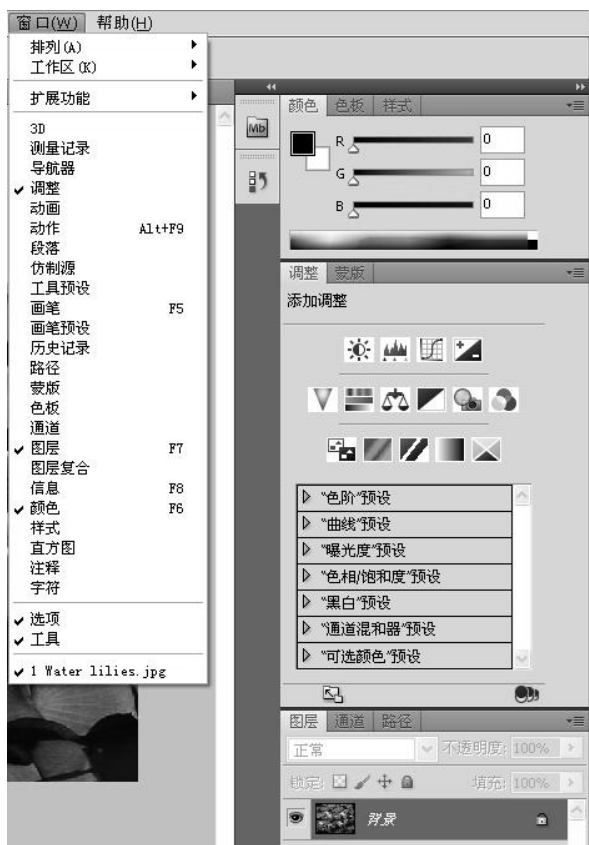 窗口(W) 帮助(H)
排列(A)
工作区(K)
扩展功能
3D
测量记录
导航器
调整
动画
动作 Alt+F9
段落
仿制源
工具预设
画笔 F5
画笔预设
历史记录
路径
蒙版
色板
通道
图层 F7
图层复合
信息 F8
颜色 F6
样式
直方图
注释
字符
选项
工具
1 Water lilies.jpg
Mb
颜色 色板 样式
R 0
G 0
B 0
调整 蒙版
添加调整
"色阶"预设
"曲线"预设
"曝光度"预设
"色相/饱和度"预设
"黑白"预设
"通道混和器"预设
"可选颜色"预设
图层 通道 路径
正常 不透明度: 100%
锁定: 填充: 100%
背景